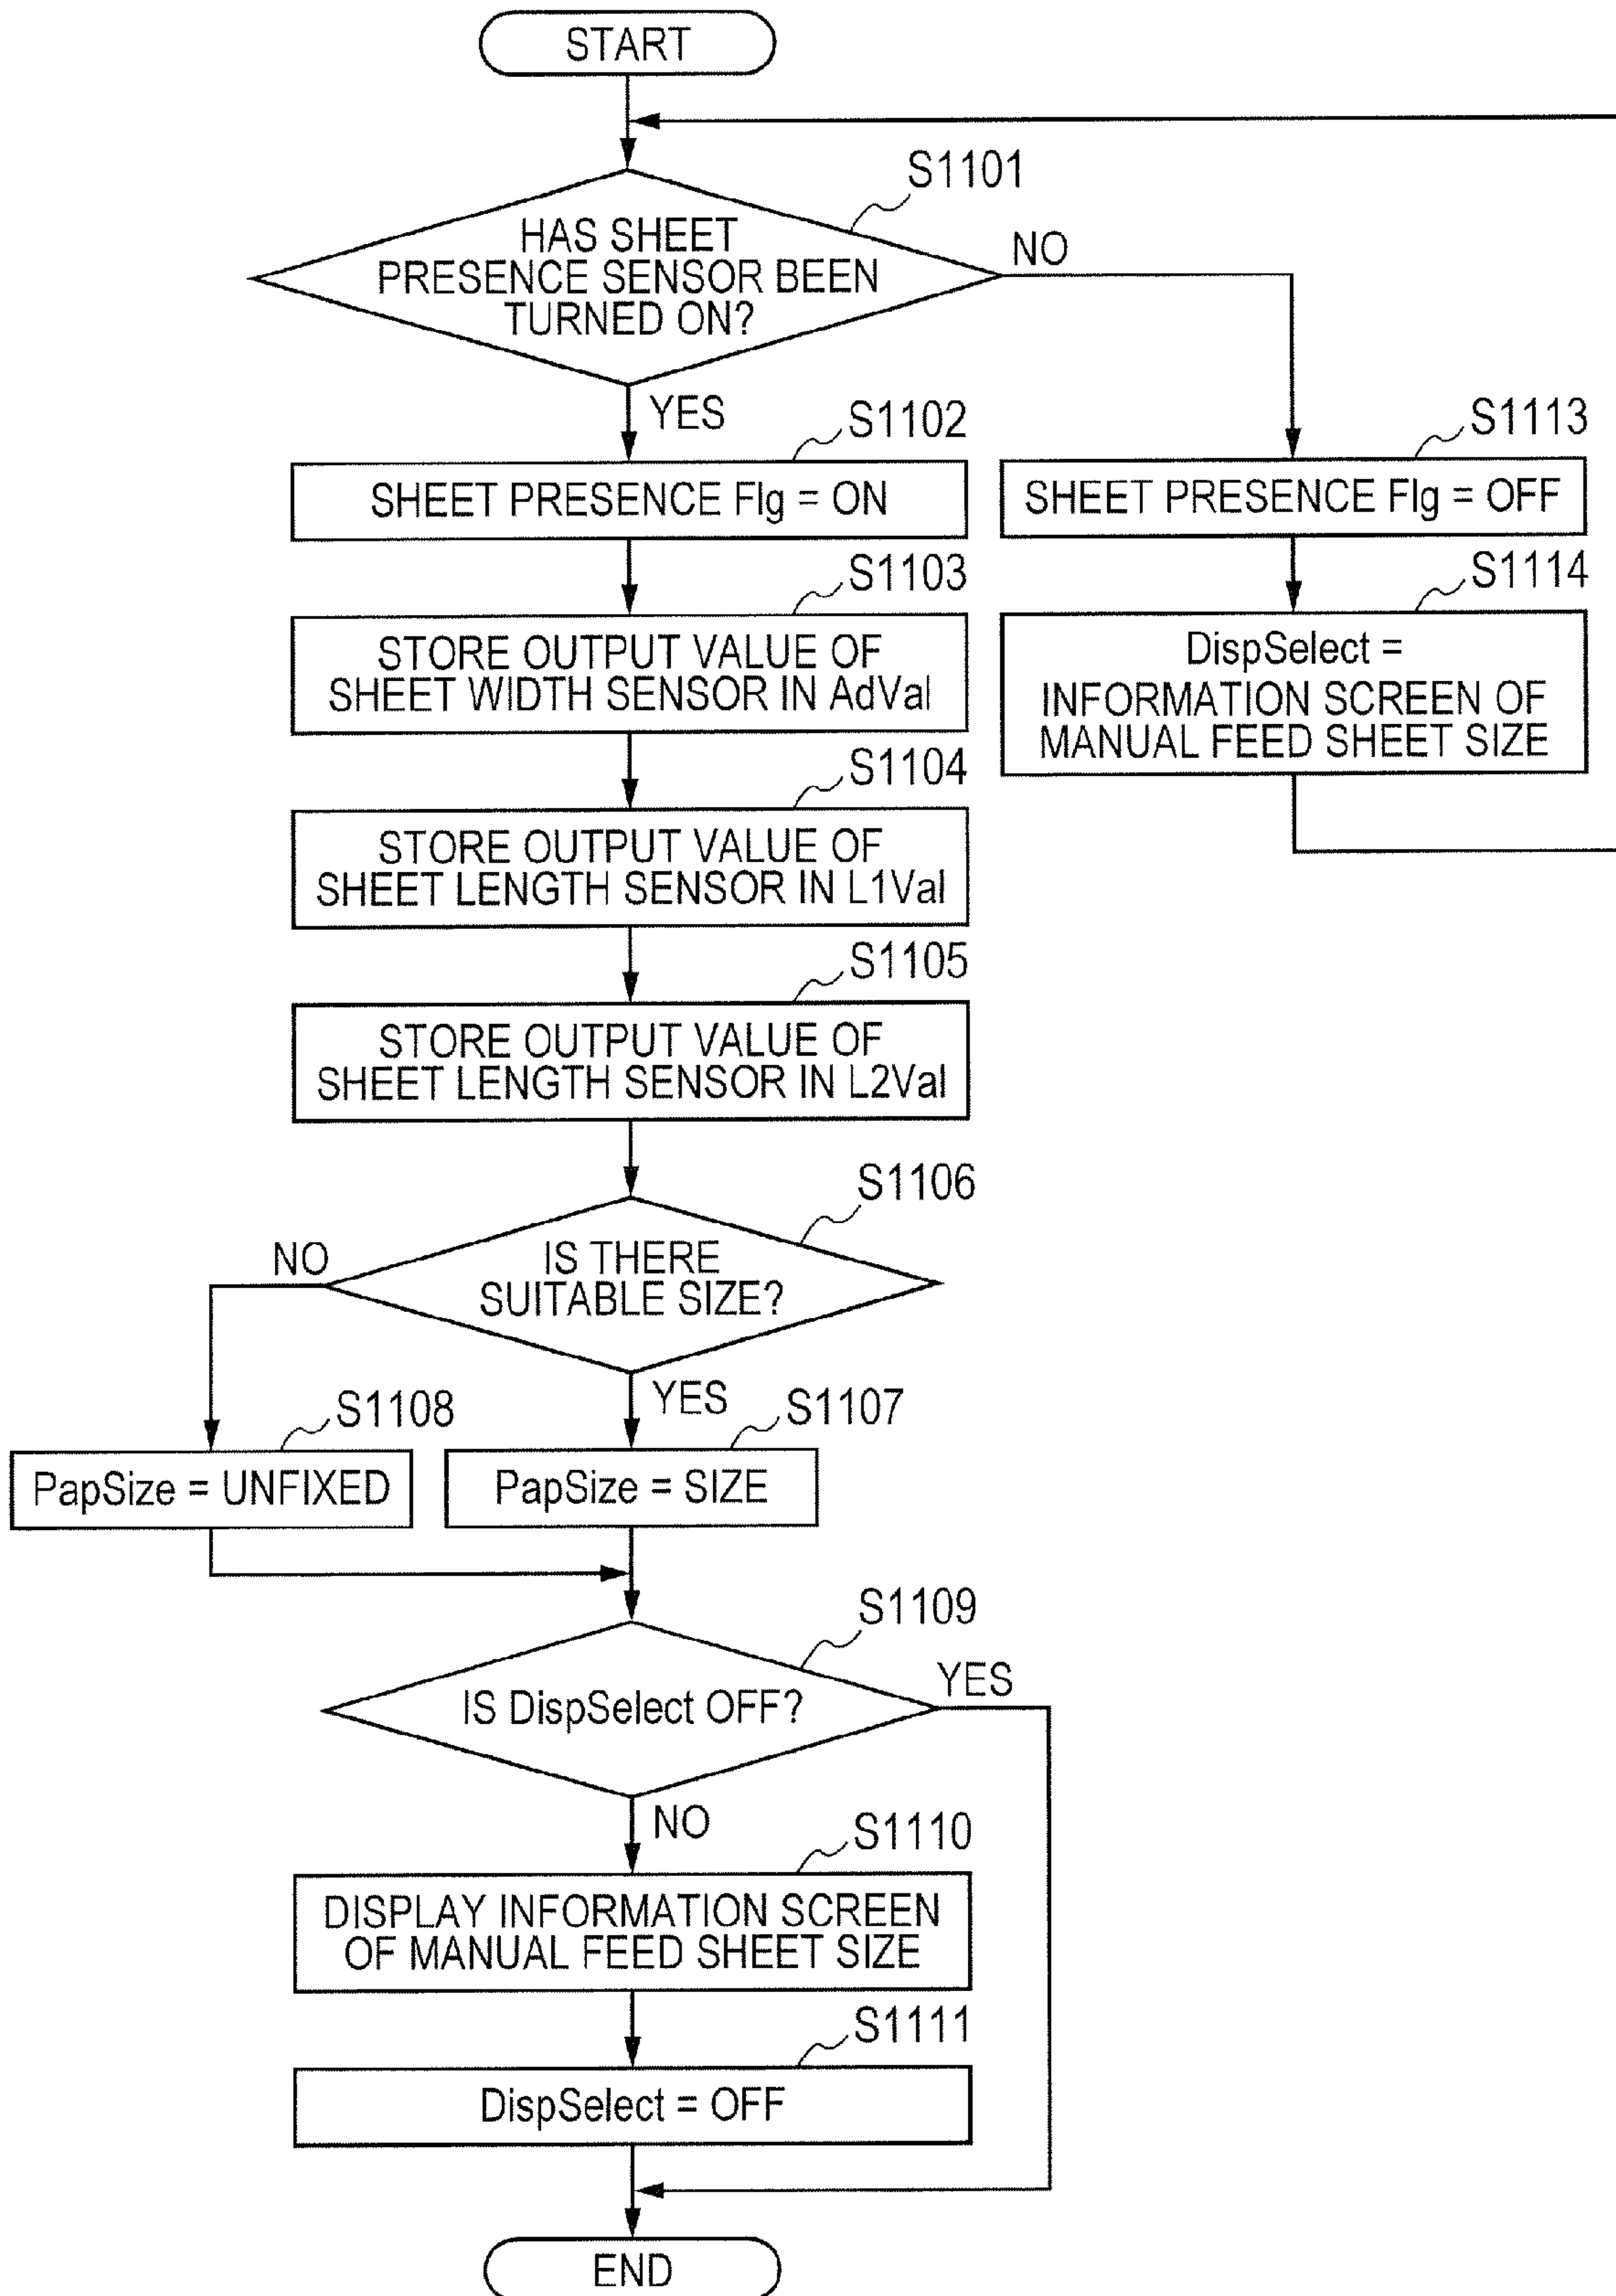 START
S1101
HAS SHEET
PRESENCE SENSOR BEEN
TURNED ON?
NO
YES
S1102
SHEET PRESENCE Flg = ON
S1113
SHEET PRESENCE Flg = OFF
S1103
STORE OUTPUT VALUE OF
SHEET WIDTH SENSOR IN AdVal
S1114
DispSelect =
INFORMATION SCREEN OF
MANUAL FEED SHEET SIZE
S1104
STORE OUTPUT VALUE OF
SHEET LENGTH SENSOR IN L1Val
S1105
STORE OUTPUT VALUE OF
SHEET LENGTH SENSOR IN L2Val
S1106
IS THERE
SUITABLE SIZE?
NO
YES
S1108
PapSize = UNFIXED
S1107
PapSize = SIZE
S1109
IS DispSelect OFF?
YES
NO
S1110
DISPLAY INFORMATION SCREEN
OF MANUAL FEED SHEET SIZE
S1111
DispSelect = OFF
END